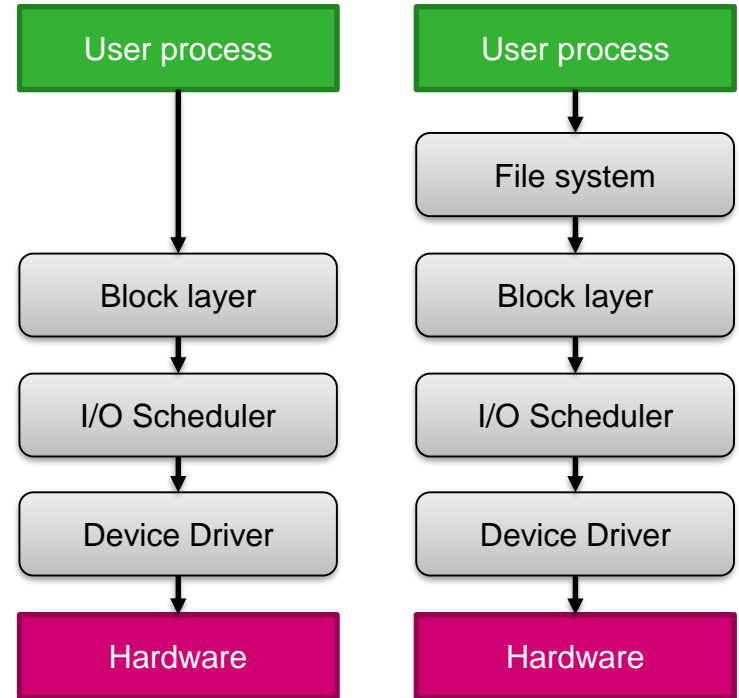 User process
Block layer
I/O Scheduler
Device Driver
Hardware
User process
File system
Block layer
I/O Scheduler
Device Driver
Hardware